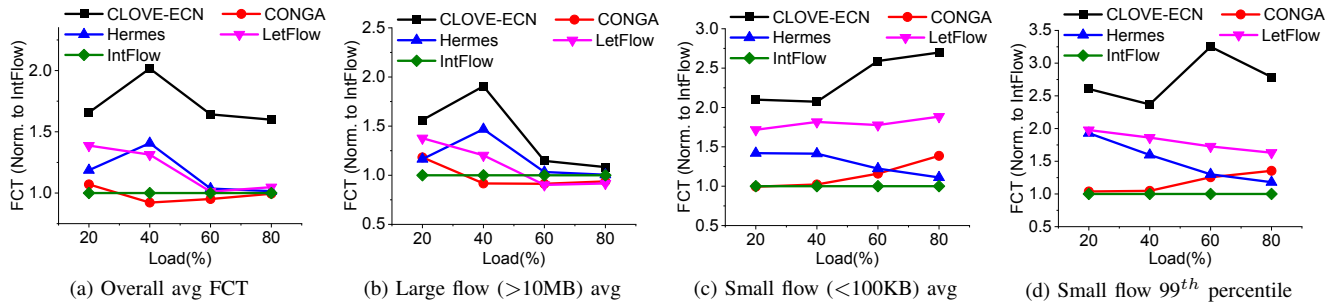 CLOVE-ECN CONGA
Hermes LetFlow
IntFlow
FCT (Norm. to IntFlow)
2.0
1.5
1.0
20 40 60 80
Load(%)
(a) Overall avg FCT
CLOVE-ECN CONGA
Hermes LetFlow
IntFlow
FCT (Norm. to IntFlow)
2.5
2.0
1.5
1.0
0.5
20 40 60 80
Load(%)
(b) Large flow (>10MB) avg
CLOVE-ECN CONGA
Hermes LetFlow
IntFlow
FCT (Norm. to IntFlow)
3.0
2.5
2.0
1.5
1.0
0.5
20 40 60 80
Load(%)
(c) Small flow (<100KB) avg
CLOVE-ECN CONGA
Hermes LetFlow
IntFlow
FCT (Norm. to IntFlow)
3.5
3.0
2.5
2.0
1.5
1.0
0.5
20 40 60 80
Load(%)
(d) Small flow 99th percentile